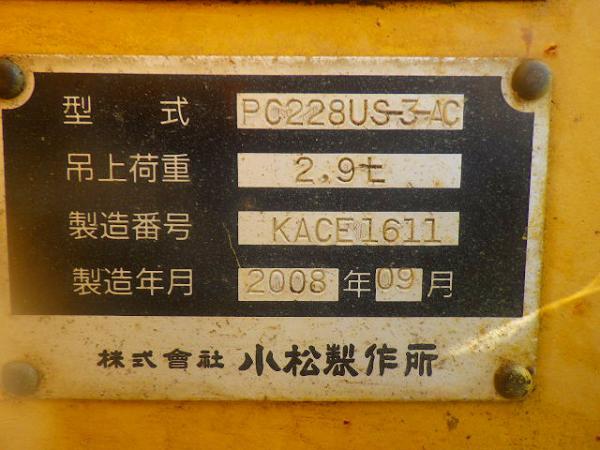 型 式 PC228US-3-AC
吊上荷重 2.9t
製造番号 KACE1611
製造年月 2008年09月
株式會社 小松製作所